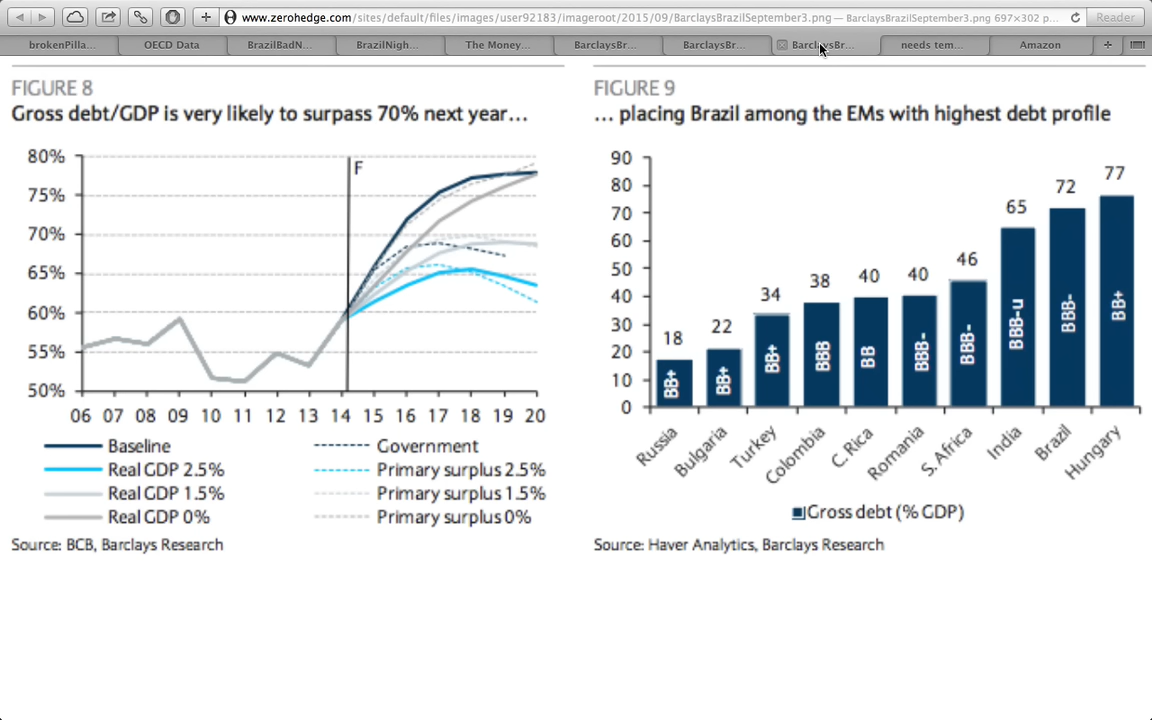 www.zerohedge.com/sites/default/files/images/user92183/imageroot/2015/09/BarclaysBrazilSeptember3.png — BarclaysBrazilSeptember3.png 697×302 p...
Reader
brokenPilla... OECD Data BrazilBadN... BrazilNigh... The Money... BarclaysBr... BarclaysBr... BarclaysBr... needs tem... Amazon
FIGURE 8
Gross debt/GDP is very likely to surpass 70% next year...
80%
75%
70%
65%
60%
55%
50%
F
06 07 08 09 10 11 12 13 14 15 16 17 18 19 20
Baseline Government
Real GDP 2.5% Primary surplus 2.5%
Real GDP 1.5% Primary surplus 1.5%
Real GDP 0% Primary surplus 0%
Source: BCB, Barclays Research
FIGURE 9
... placing Brazil among the EMs with highest debt profile
90
80
70
60
50
40
30
20
10
0
18 22 34 38 40 40 46 65 72 77
BB+ BB+ BB+ BBB BB BBB- BBB- BBB-u BBB- BB+
Russia Bulgaria Turkey Colombia C. Rica Romania S. Africa India Brazil Hungary
Gross debt (% GDP)
Source: Haver Analytics, Barclays Research